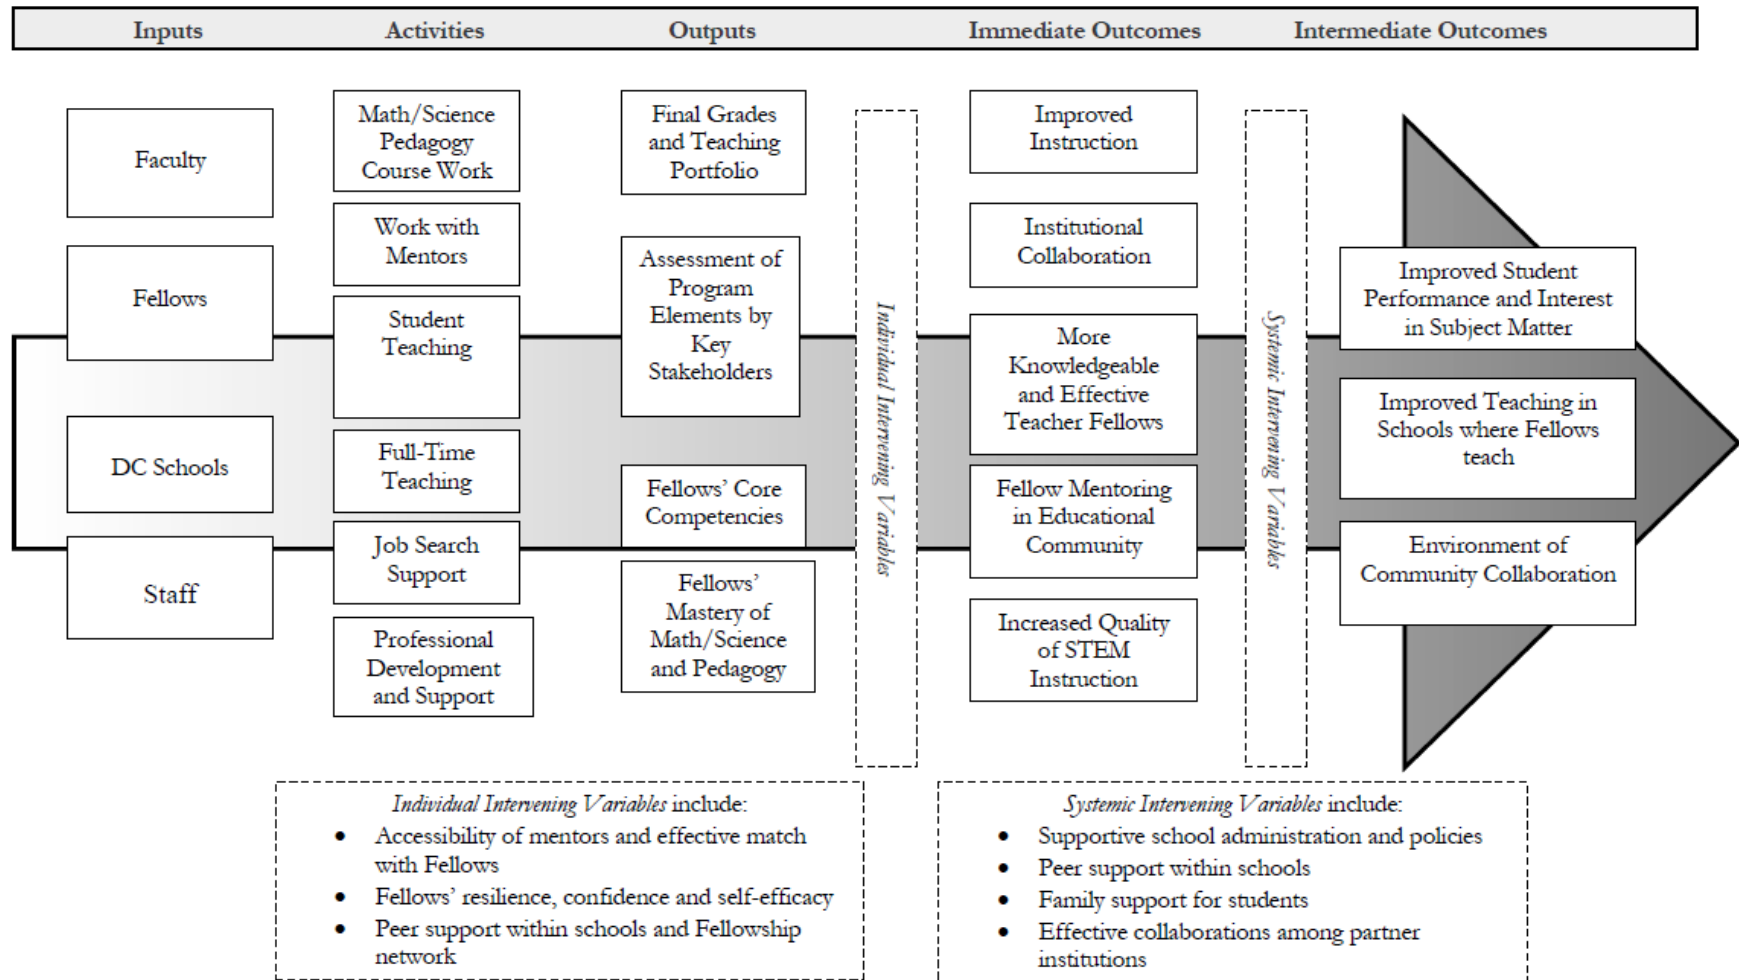 Inputs
Activities
Outputs
Immediate Outcomes
Intermediate Outcomes
Faculty
Fellows
DC Schools
Staff
Math/Science
Pedagogy
Course Work
Work with
Mentors
Student
Teaching
Full-Time
Teaching
Job Search
Support
Professional
Development
and Support
Final Grades
and Teaching
Portfolio
Assessment of
Program
Elements by
Key
Stakeholders
Fellows’ Core
Competencies
Fellows’
Mastery of
Math/Science
and Pedagogy
Individual Intervening Variables
Improved
Instruction
Institutional
Collaboration
More
Knowledgeable
and Effective
Teacher Fellows
Fellow Mentoring
in Educational
Community
Increased Quality
of STEM
Instruction
Systemic Intervening Variables
Improved Student
Performance and Interest
in Subject Matter
Improved Teaching in
Schools where Fellows
teach
Environment of
Community Collaboration
Individual Intervening Variables include:
• Accessibility of mentors and effective match
with Fellows
• Fellows’ resilience, confidence and self-efficacy
• Peer support within schools and Fellowship
network
Systemic Intervening Variables include:
• Supportive school administration and policies
• Peer support within schools
• Family support for students
• Effective collaborations among partner
institutions